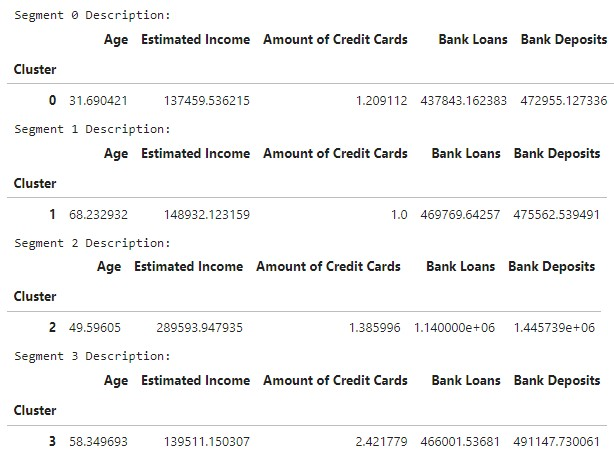 Segment 0 Description:
Age Estimated Income Amount of Credit Cards Bank Loans Bank Deposits
Cluster
0 31.690421 137459.536215 1.209112 437843.162383 472955.127336
Segment 1 Description:
Age Estimated Income Amount of Credit Cards Bank Loans Bank Deposits
Cluster
1 68.232932 148932.123159 1.0 469769.64257 475562.539491
Segment 2 Description:
Age Estimated Income Amount of Credit Cards Bank Loans Bank Deposits
Cluster
2 49.59605 289593.947935 1.385996 1.140000e+06 1.445739e+06
Segment 3 Description:
Age Estimated Income Amount of Credit Cards Bank Loans Bank Deposits
Cluster
3 58.349693 139511.150307 2.421779 466001.53681 491147.730061